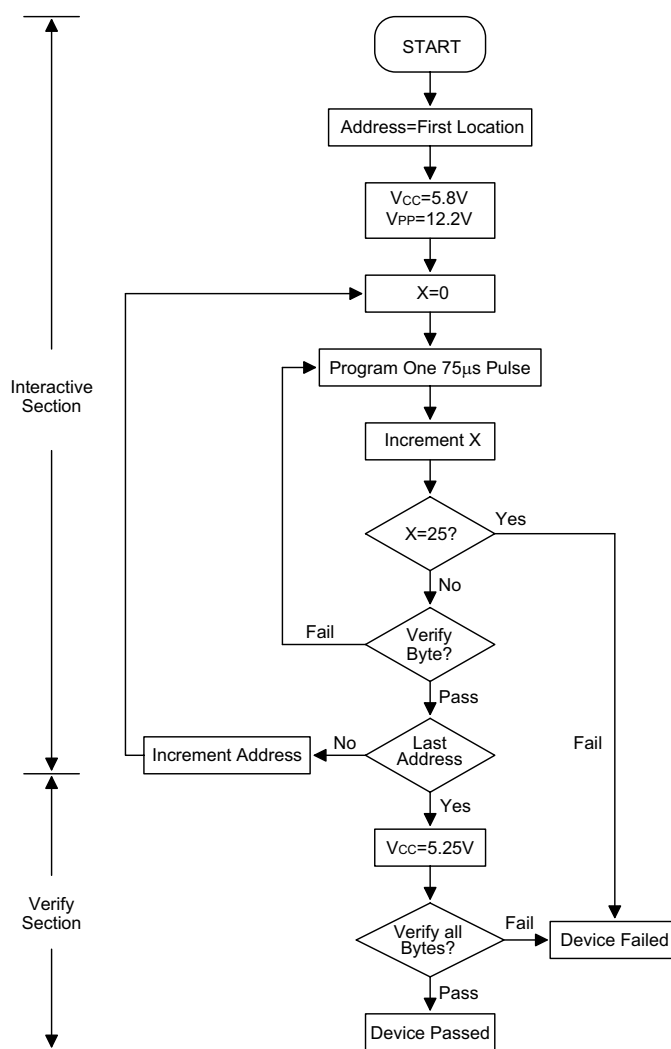 START
Address=First Location
VCC=5.8V
VPP=12.2V
X=0
Interactive
Section
Program One 75μs Pulse
Increment X
X=25?
Yes
No
Fail
Verify
Byte?
Pass
Increment Address
No
Last
Address
Fail
Yes
VCC=5.25V
Verify
Section
Verify all
Bytes?
Fail
Device Failed
Pass
Device Passed